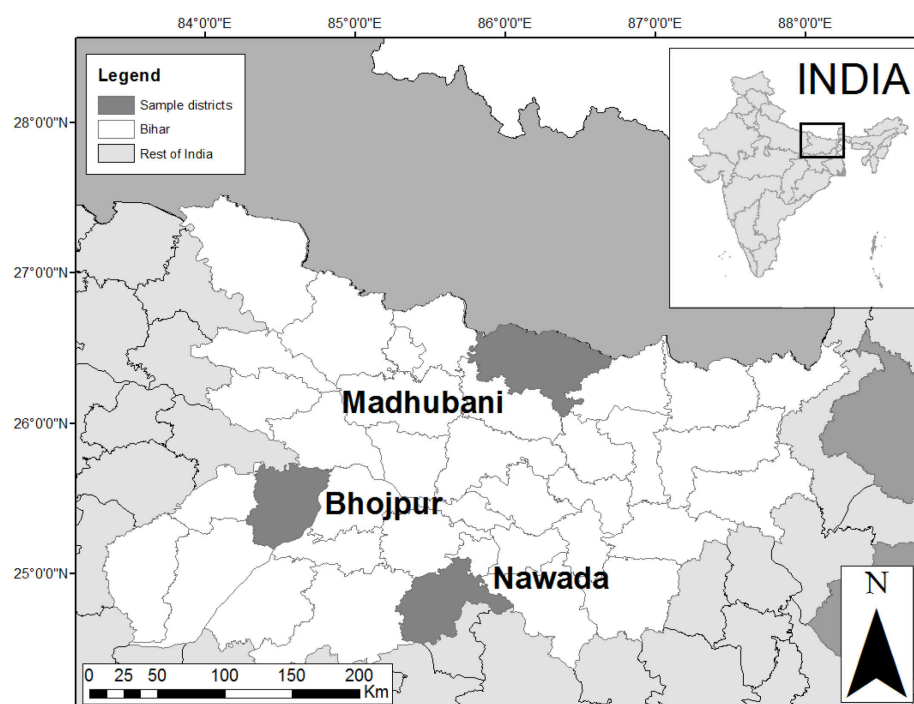 84°0'0"E 85°0'0"E 86°0'0"E 87°0'0"E 88°0'0"E
Legend
Sample districts
Bihar
Rest of India
INDIA
28°0'0"N
27°0'0"N
26°0'0"N
25°0'0"N
Madhubani
Bhojpur
Nawada
N
0 25 50 100 150 200
Km